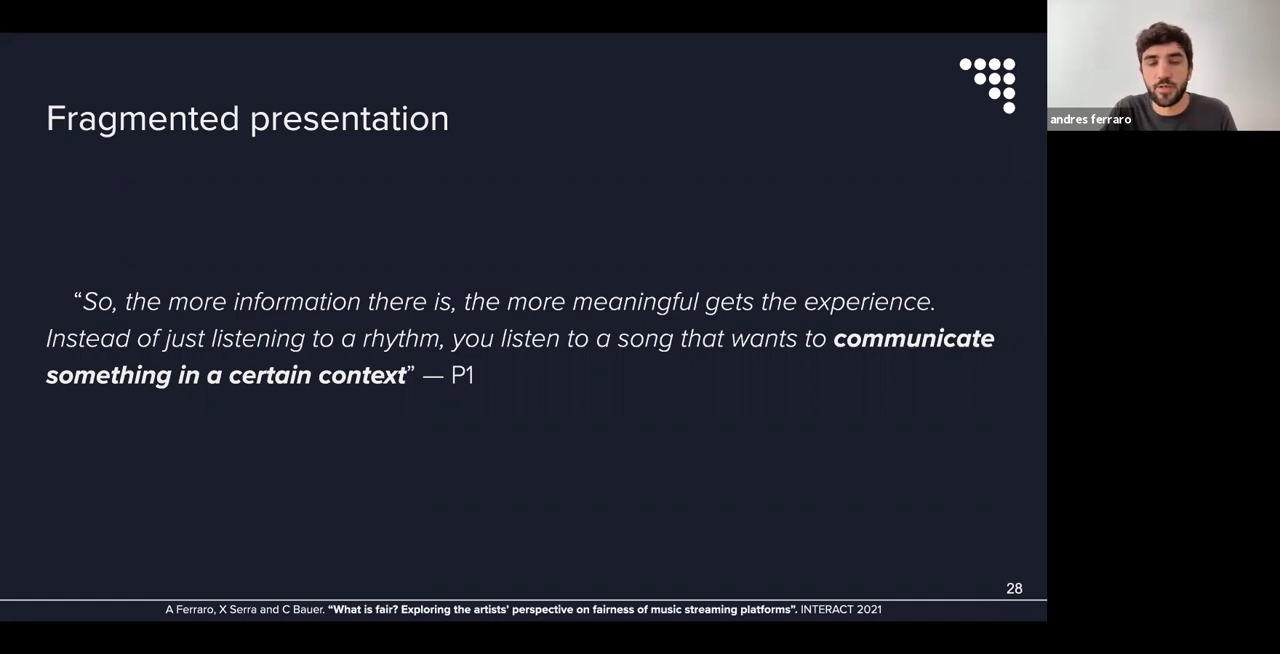 Fragmented presentation
“So, the more information there is, the more meaningful gets the experience.
Instead of just listening to a rhythm, you listen to a song that wants to communicate
something in a certain context” — P1
28
A Ferraro, X Serra and C Bauer. “What is fair? Exploring the artists’ perspective on fairness of music streaming platforms”. INTERACT 2021
andres ferraro